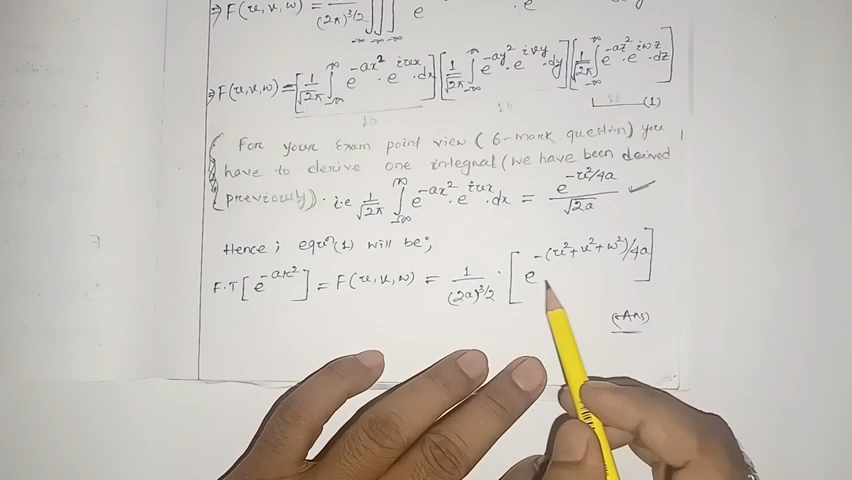 ⇒ F(u,v,w) = 1/(2π)^3/2 ∫∫∫ -∞ -∞ -∞ e · e
⇒ F(u,v,w) = [1/√2π ∫_-∞^∞ e^-ax² · e^iux · dx] [1/√2π ∫_-∞^∞ e^-ay² · e^ivy · dy] [1/√2π ∫_-∞^∞ e^-az² e^iwz · dz]
(1)
For your Exam point view (6-mark question) you
have to derive one integral (we have been derived
previously). i.e 1/√2π ∫_-∞^∞ e^-ax² · e^iux · dx = e^-u²/4a / √2a
Hence; equⁿ(1) will be;
F.T [e^-ar²] = F(u,v,w) = 1/(2a)^3/2 · [e^-(u²+v²+w²)/4a]
(Ans)